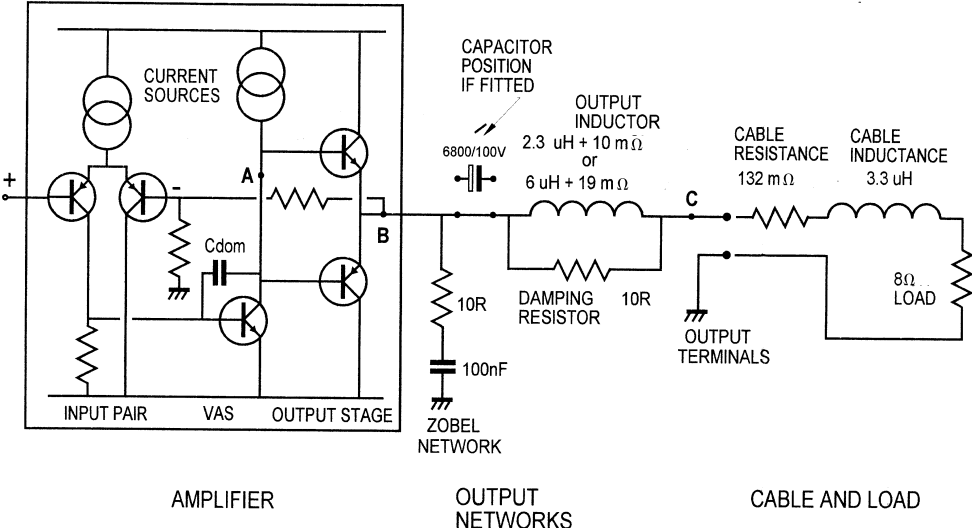 CAPACITOR
POSITION
IF FITTED
CURRENT
SOURCES
OUTPUT
INDUCTOR
2.3 uH + 10 mΩ
or
6 uH + 19 mΩ
6800/100V
CABLE
RESISTANCE
132 mΩ
CABLE
INDUCTANCE
3.3 uH
+
-
A
B
C
Cdom
10R
100nF
DAMPING
RESISTOR
10R
8Ω
LOAD
OUTPUT
TERMINALS
INPUT PAIR
VAS
OUTPUT STAGE
ZOBEL
NETWORK
AMPLIFIER
OUTPUT
NETWORKS
CABLE AND LOAD